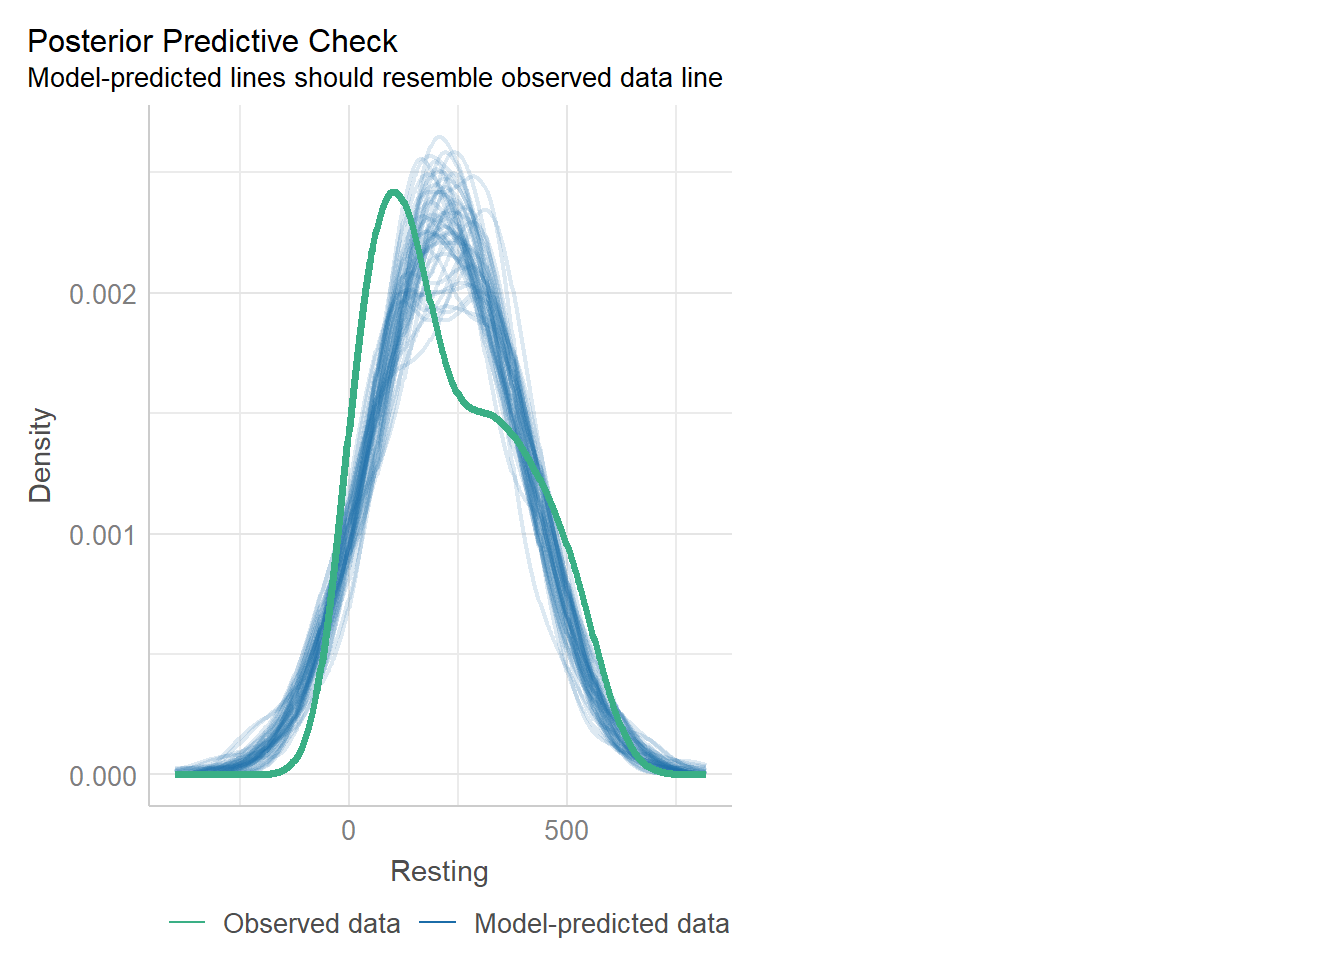 Posterior Predictive Check
Model-predicted lines should resemble observed data line
Density
0.002
0.001
0.000
0
500
Resting
Observed data
Model-predicted data